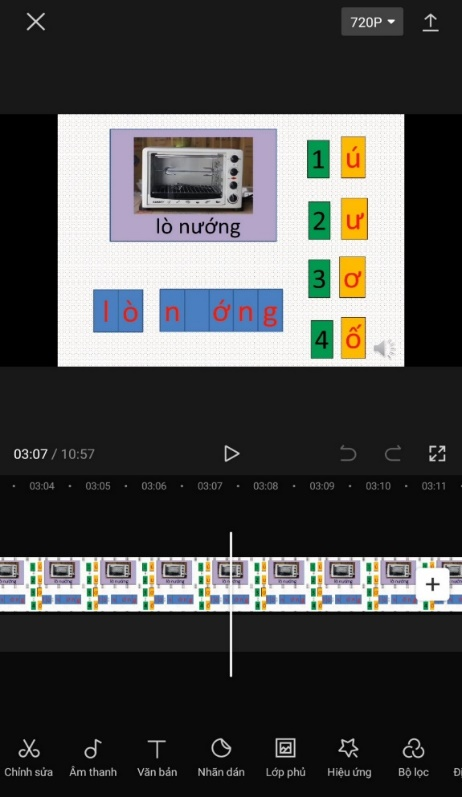 720P
lò nướng
1 ú
2 ư
3 ơ
4 ố
lò n ớng
03:07 / 10:57
03:04 03:05 03:06 03:07 03:08 03:09 03:10 03:11
Chỉnh sửa Âm thanh Văn bản Nhãn dán Lớp phủ Hiệu ứng Bộ lọc